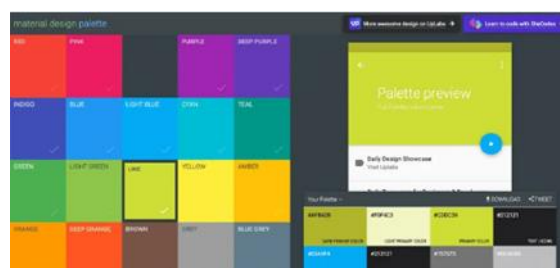 material design palette
More awesome design on UpLabs →
Learn to code with SheCodes
RED
PINK
PURPLE
DEEP PURPLE
INDIGO
BLUE
LIGHT BLUE
CYAN
TEAL
GREEN
LIGHT GREEN
LIME
YELLOW
AMBER
ORANGE
DEEP ORANGE
BROWN
GREY
BLUE GREY
Palette preview
Daily Design Showcase
Visit Uplabs
Your Palette
DOWNLOAD
TWEET
#AFB42B
#F0F4C3
#CDDC39
#212121
DARK PRIMARY COLOR
LIGHT PRIMARY COLOR
PRIMARY COLOR
TEXT / ICONS
#03A9F4
#212121
#757575